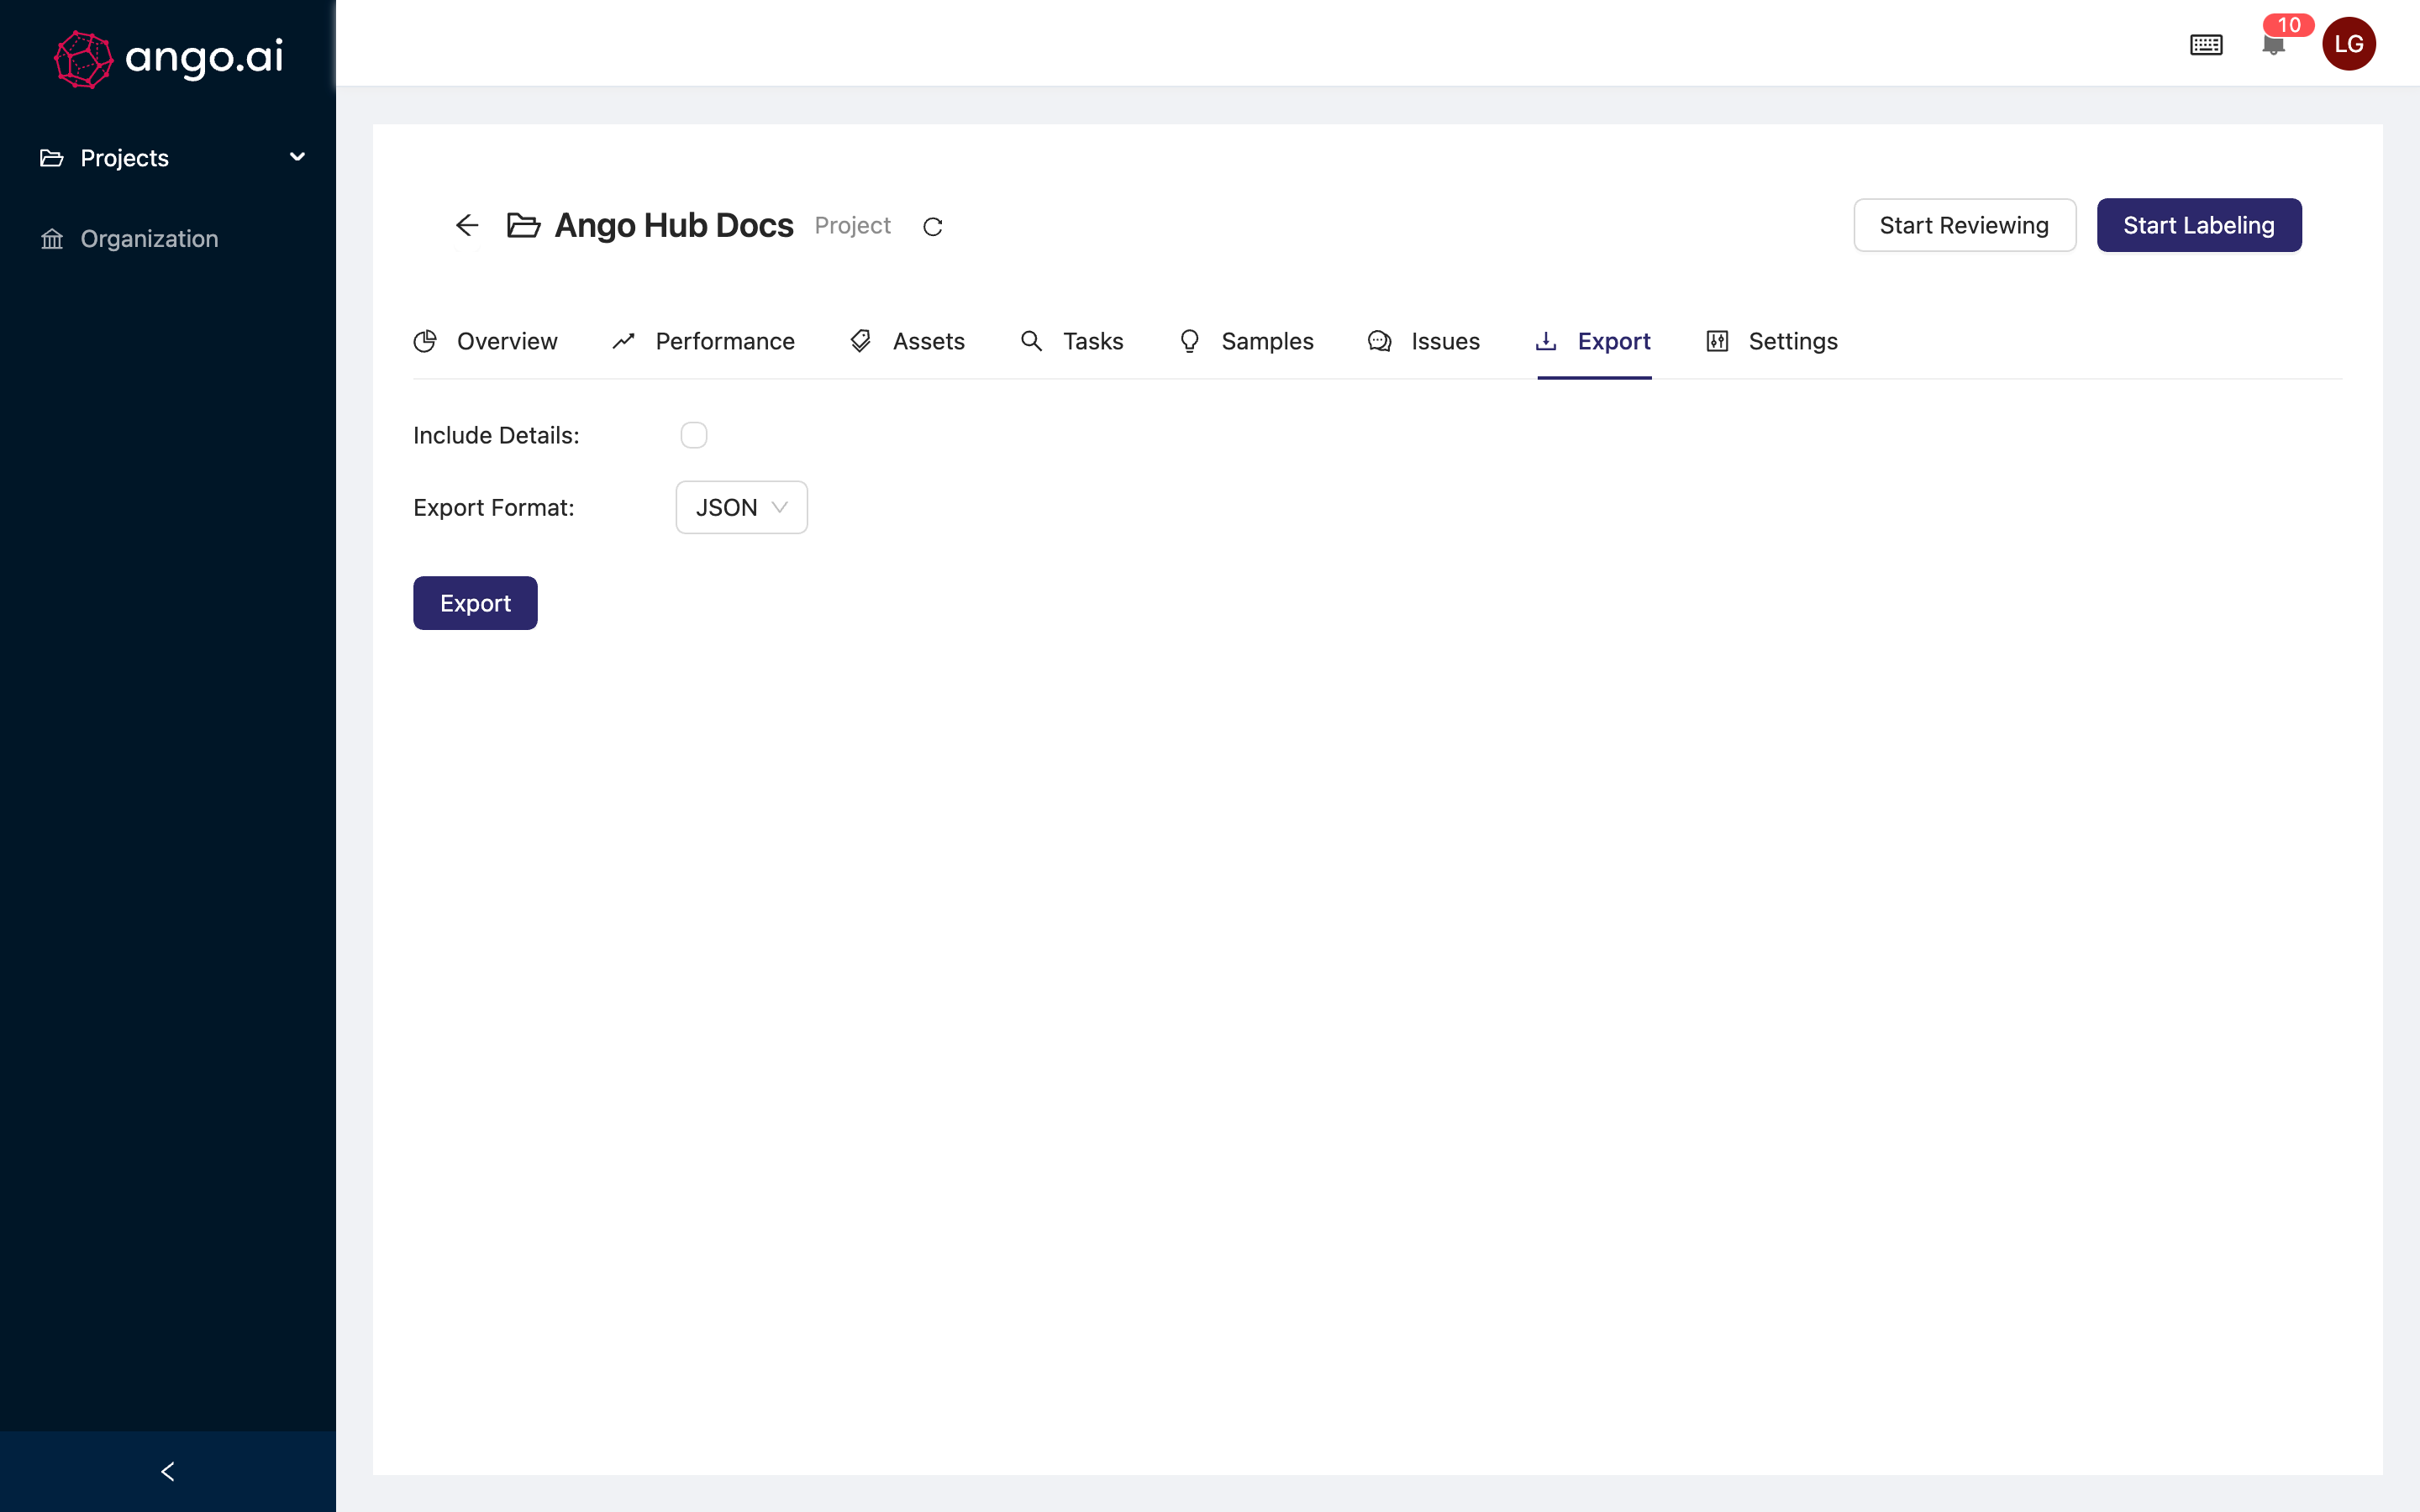 ango.ai
10
LG
Projects
Organization
Ango Hub Docs Project
Start Reviewing
Start Labeling
Overview
Performance
Assets
Tasks
Samples
Issues
Export
Settings
Include Details:
Export Format:
JSON
Export